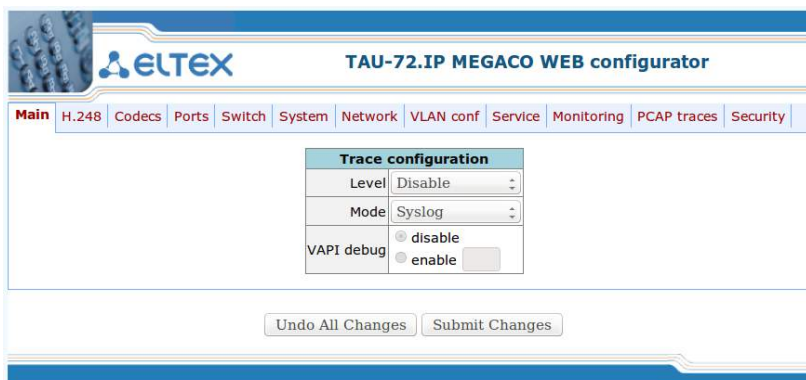 ELTEX
TAU-72.IP MEGACO WEB configurator
Main H.248 Codecs Ports Switch System Network VLAN conf Service Monitoring PCAP traces Security
Trace configuration
Level Disable
Mode Syslog
VAPI debug
disable
enable
Undo All Changes Submit Changes